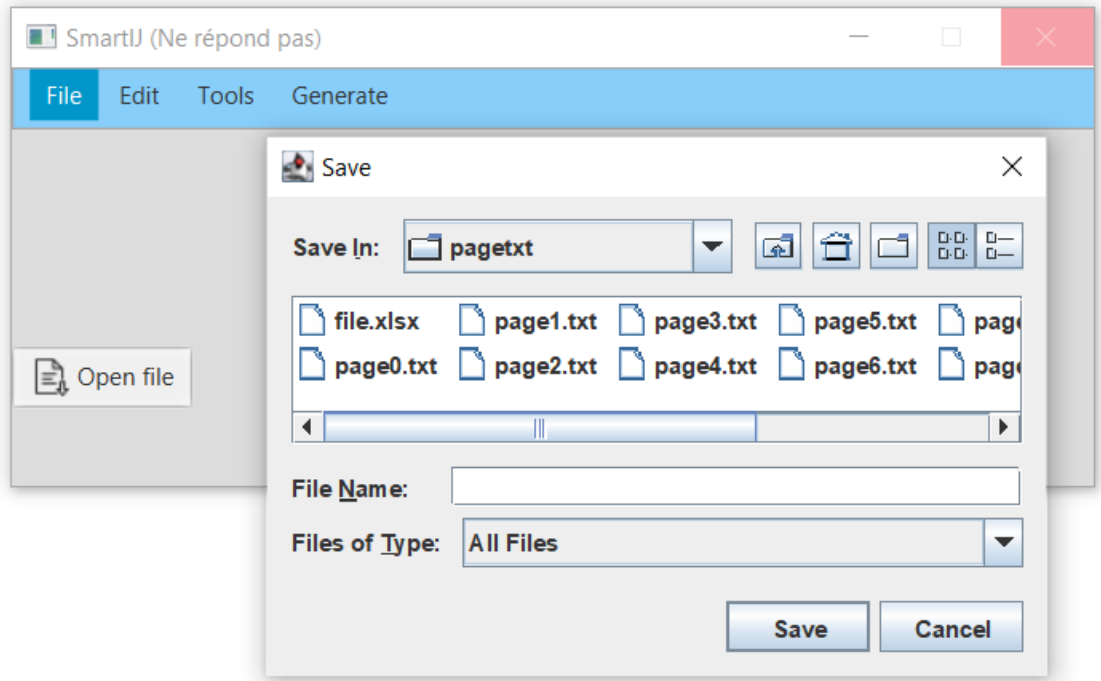 SmartIJ (Ne répond pas)
File Edit Tools Generate
Save
Save In: pagetxt
file.xlsx page1.txt page3.txt page5.txt page
page0.txt page2.txt page4.txt page6.txt page
Open file
File Name:
Files of Type: All Files
Save Cancel